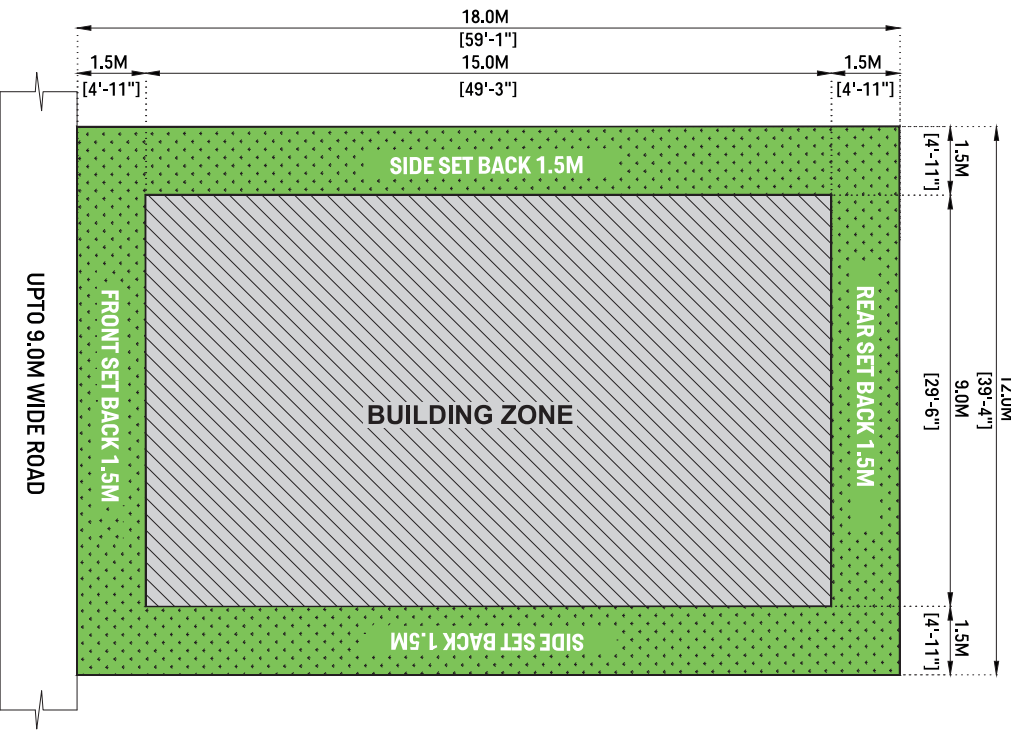 18.0M
[59'-1"]
1.5M
15.0M
1.5M
[4'-11"]
[49'-3"]
[4'-11"]
SIDE SET BACK 1.5M
1.5M
[4'-11"]
UPTO 9.0M WIDE ROAD
FRONT SET BACK 1.5M
BUILDING ZONE
REAR SET BACK 1.5M
9.0M
[29'-6"]
12.0M
[39'-4"]
SIDE SET BACK 1.5M
1.5M
[4'-11"]